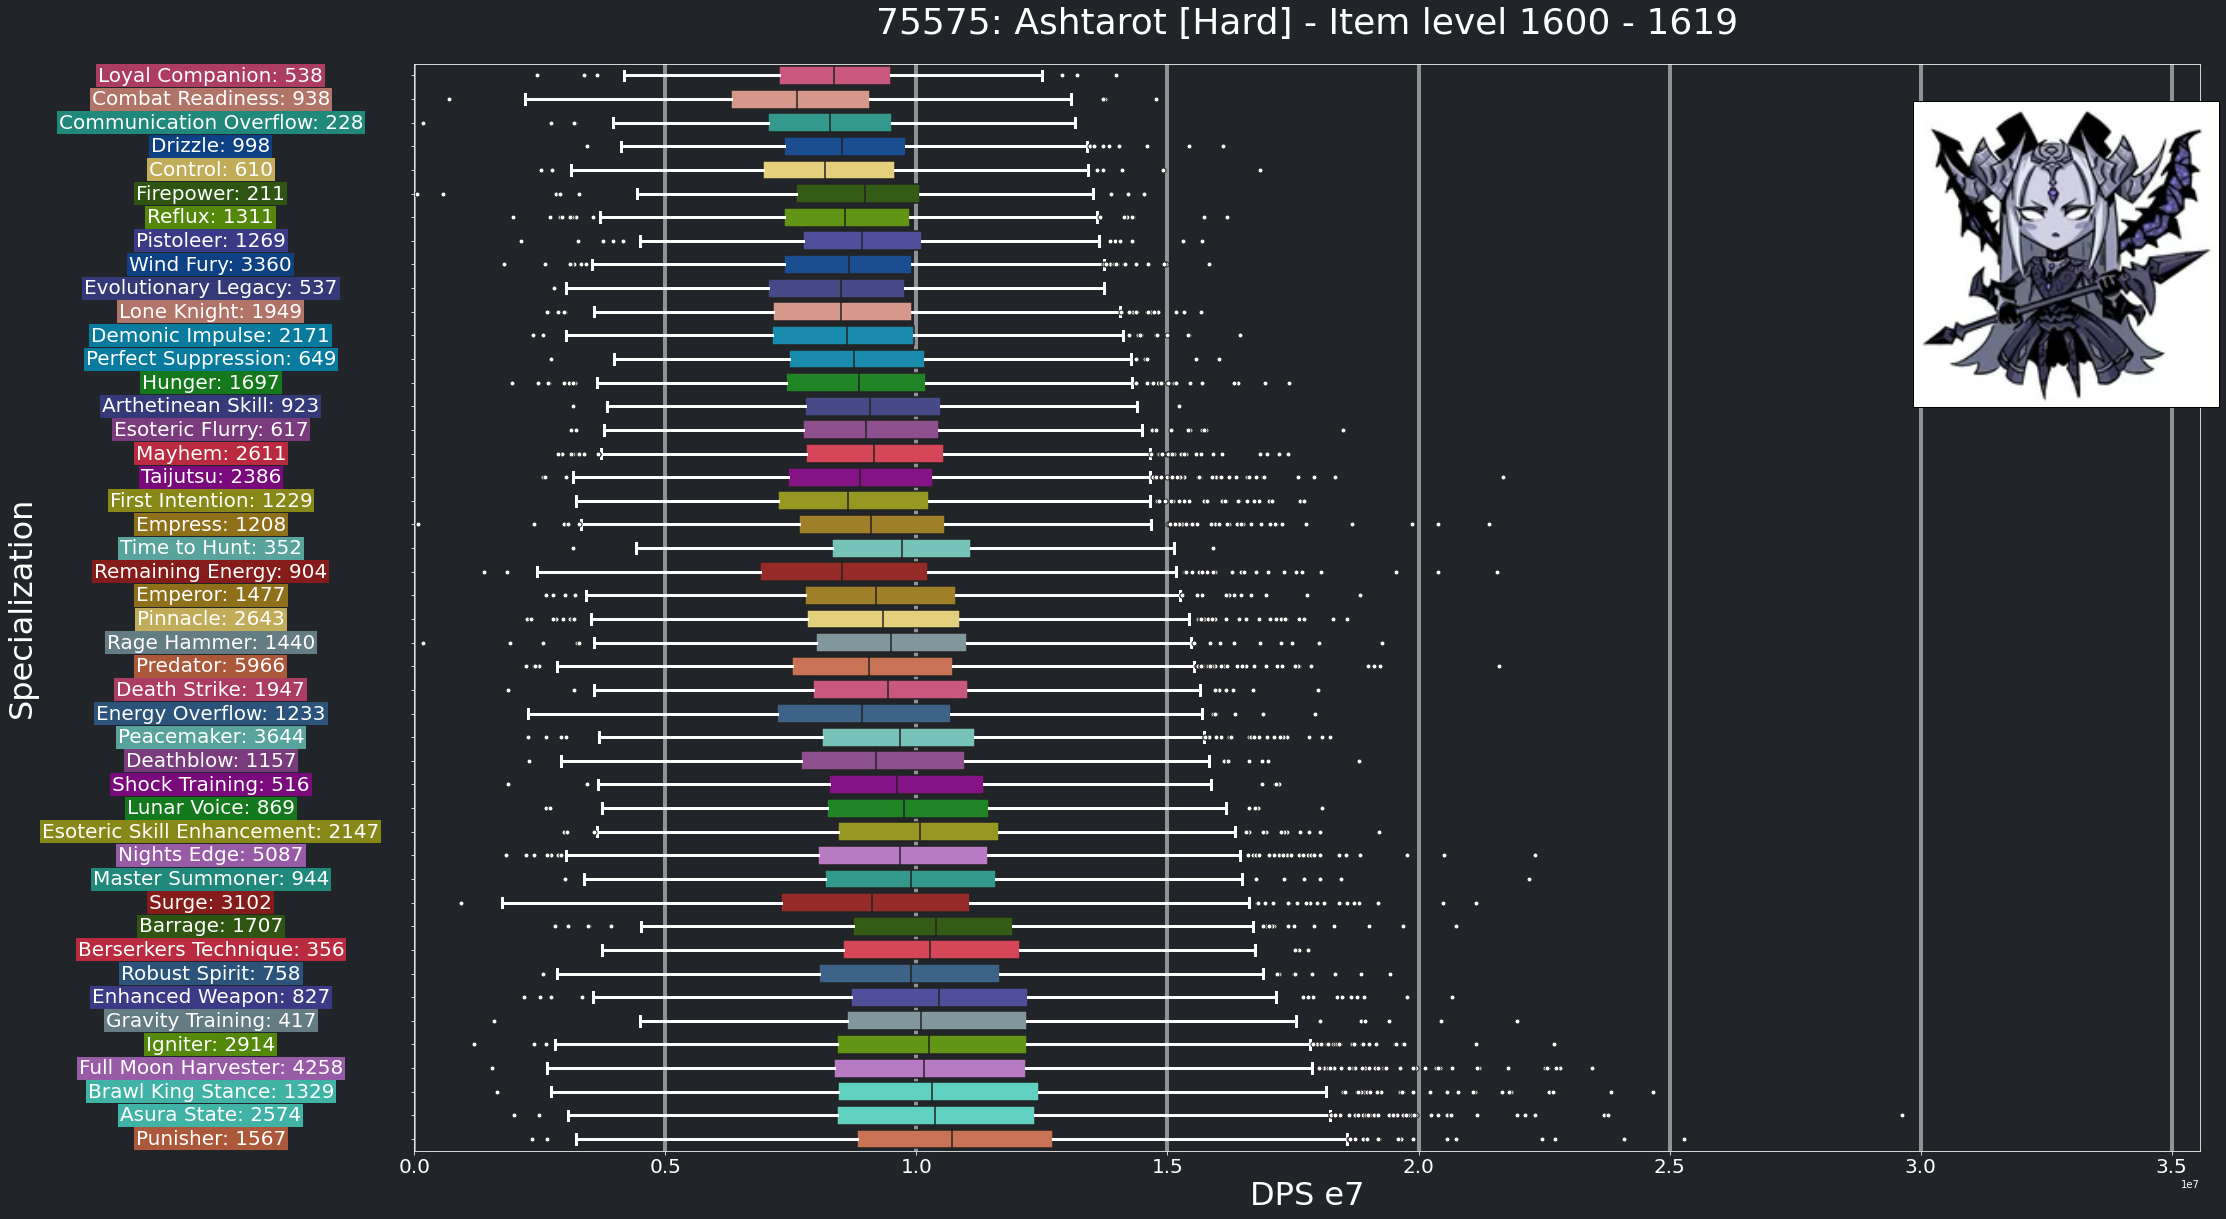 75575: Ashtarot [Hard] - Item level 1600 - 1619
Specialization
Loyal Companion: 538
Combat Readiness: 938
Communication Overflow: 228
Drizzle: 998
Control: 610
Firepower: 211
Reflux: 1311
Pistoleer: 1269
Wind Fury: 3360
Evolutionary Legacy: 537
Lone Knight: 1949
Demonic Impulse: 2171
Perfect Suppression: 649
Hunger: 1697
Arthetinean Skill: 923
Esoteric Flurry: 617
Mayhem: 2611
Taijutsu: 2386
First Intention: 1229
Empress: 1208
Time to Hunt: 352
Remaining Energy: 904
Emperor: 1477
Pinnacle: 2643
Rage Hammer: 1440
Predator: 5966
Death Strike: 1947
Energy Overflow: 1233
Peacemaker: 3644
Deathblow: 1157
Shock Training: 516
Lunar Voice: 869
Esoteric Skill Enhancement: 2147
Nights Edge: 5087
Master Summoner: 944
Surge: 3102
Barrage: 1707
Berserkers Technique: 356
Robust Spirit: 758
Enhanced Weapon: 827
Gravity Training: 417
Igniter: 2914
Full Moon Harvester: 4258
Brawl King Stance: 1329
Asura State: 2574
Punisher: 1567
0.0 0.5 1.0 1.5 2.0 2.5 3.0 3.5
1e7
DPS e7